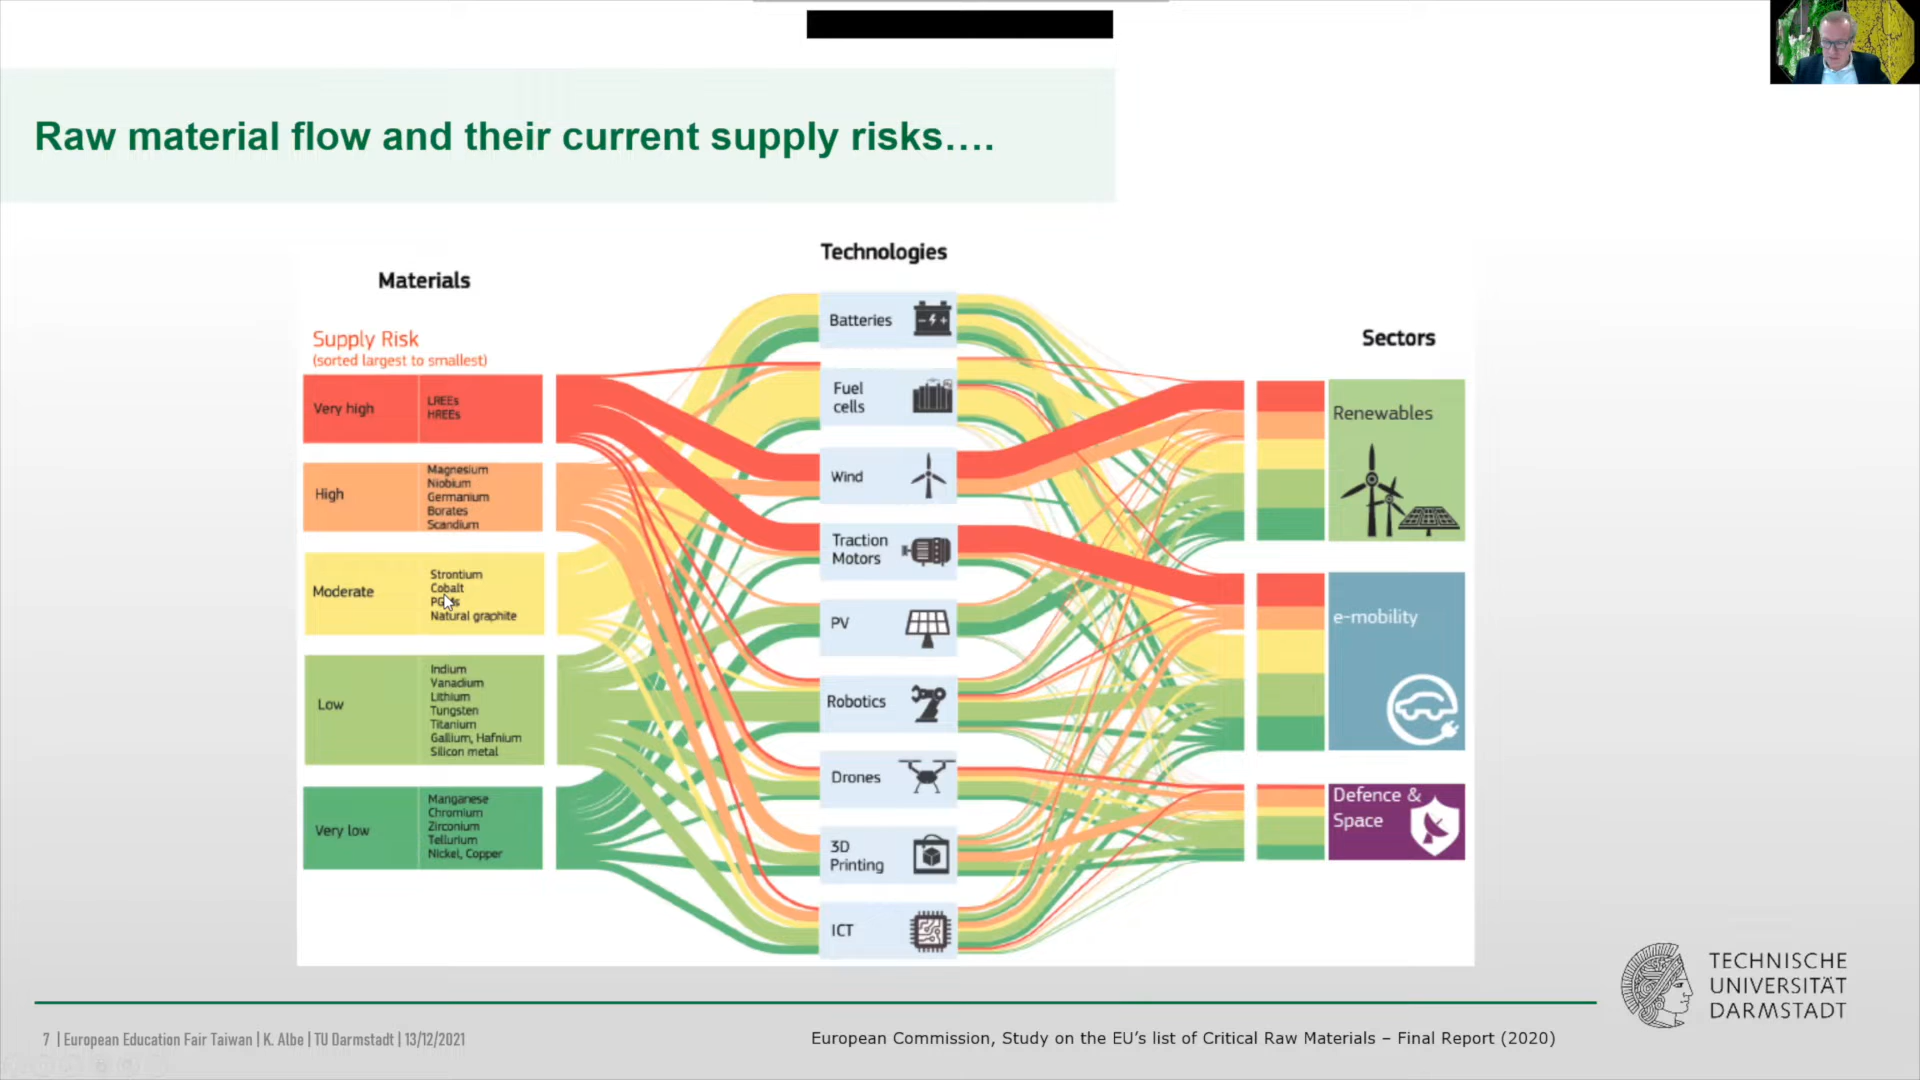 Raw material flow and their current supply risks....
Materials
Supply Risk
(sorted largest to smallest)
Very high
LREEs
HREEs
High
Magnesium
Niobium
Germanium
Borates
Scandium
Moderate
Strontium
Cobalt
Natural graphite
Low
Indium
Vanadium
Lithium
Tungsten
Titanium
Gallium, Hafnium
Silicon metal
Very low
Manganese
Chromium
Zirconium
Tellurium
Nickel, Copper
Technologies
Batteries
Fuel
cells
Wind
Traction
Motors
PV
Robotics
Drones
3D
Printing
ICT
Sectors
Renewables
e-mobility
Defence &
Space
TECHNISCHE
UNIVERSITÄT
DARMSTADT
7 | European Education Fair Taiwan | K. Albe | TU Darmstadt | 13/12/2021
European Commission, Study on the EU's list of Critical Raw Materials – Final Report (2020)